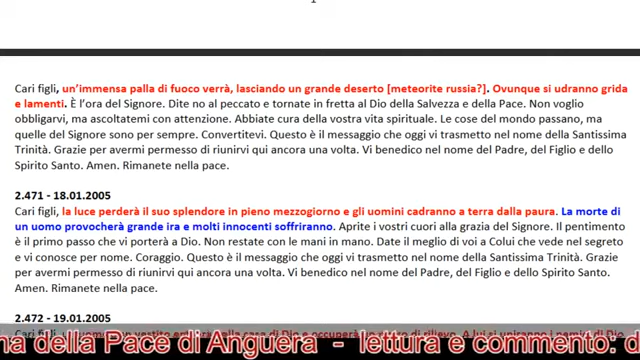 Cari figli, un'immensa palla di fuoco verrà, lasciando un grande deserto [meteorite russia?]. Ovunque si udranno grida
e lamenti. È l'ora del Signore. Dite no al peccato e tornate in fretta al Dio della Salvezza e della Pace. Non voglio
obbligarvi, ma ascoltatemi con attenzione. Abbiate cura della vostra vita spirituale. Le cose del mondo passano, ma
quelle del Signore sono per sempre. Convertitevi. Questo è il messaggio che oggi vi trasmetto nel nome della Santissima
Trinità. Grazie per avermi permesso di riunirvi qui ancora una volta. Vi benedico nel nome del Padre, del Figlio e dello
Spirito Santo. Amen. Rimanete nella pace.
2.471 - 18.01.2005
Cari figli, la luce perderà il suo splendore in pieno mezzogiorno e gli uomini cadranno a terra dalla paura. La morte di
un uomo provocherà grande ira e molti innocenti soffriranno. Aprite i vostri cuori alla grazia del Signore. Il pentimento
è il primo passo che vi porterà a Dio. Non restate con le mani in mano. Date il meglio di voi a Colui che vede nel segreto
e vi conosce per nome. Coraggio. Questo è il messaggio che oggi vi trasmetto nel nome della Santissima Trinità. Grazie
per avermi permesso di riunirvi qui ancora una volta. Vi benedico nel nome del Padre, del Figlio e dello Spirito Santo.
Amen. Rimanete nella pace.
2.472 - 19.01.2005
na della Pace di Anguera - lettura e commento: d